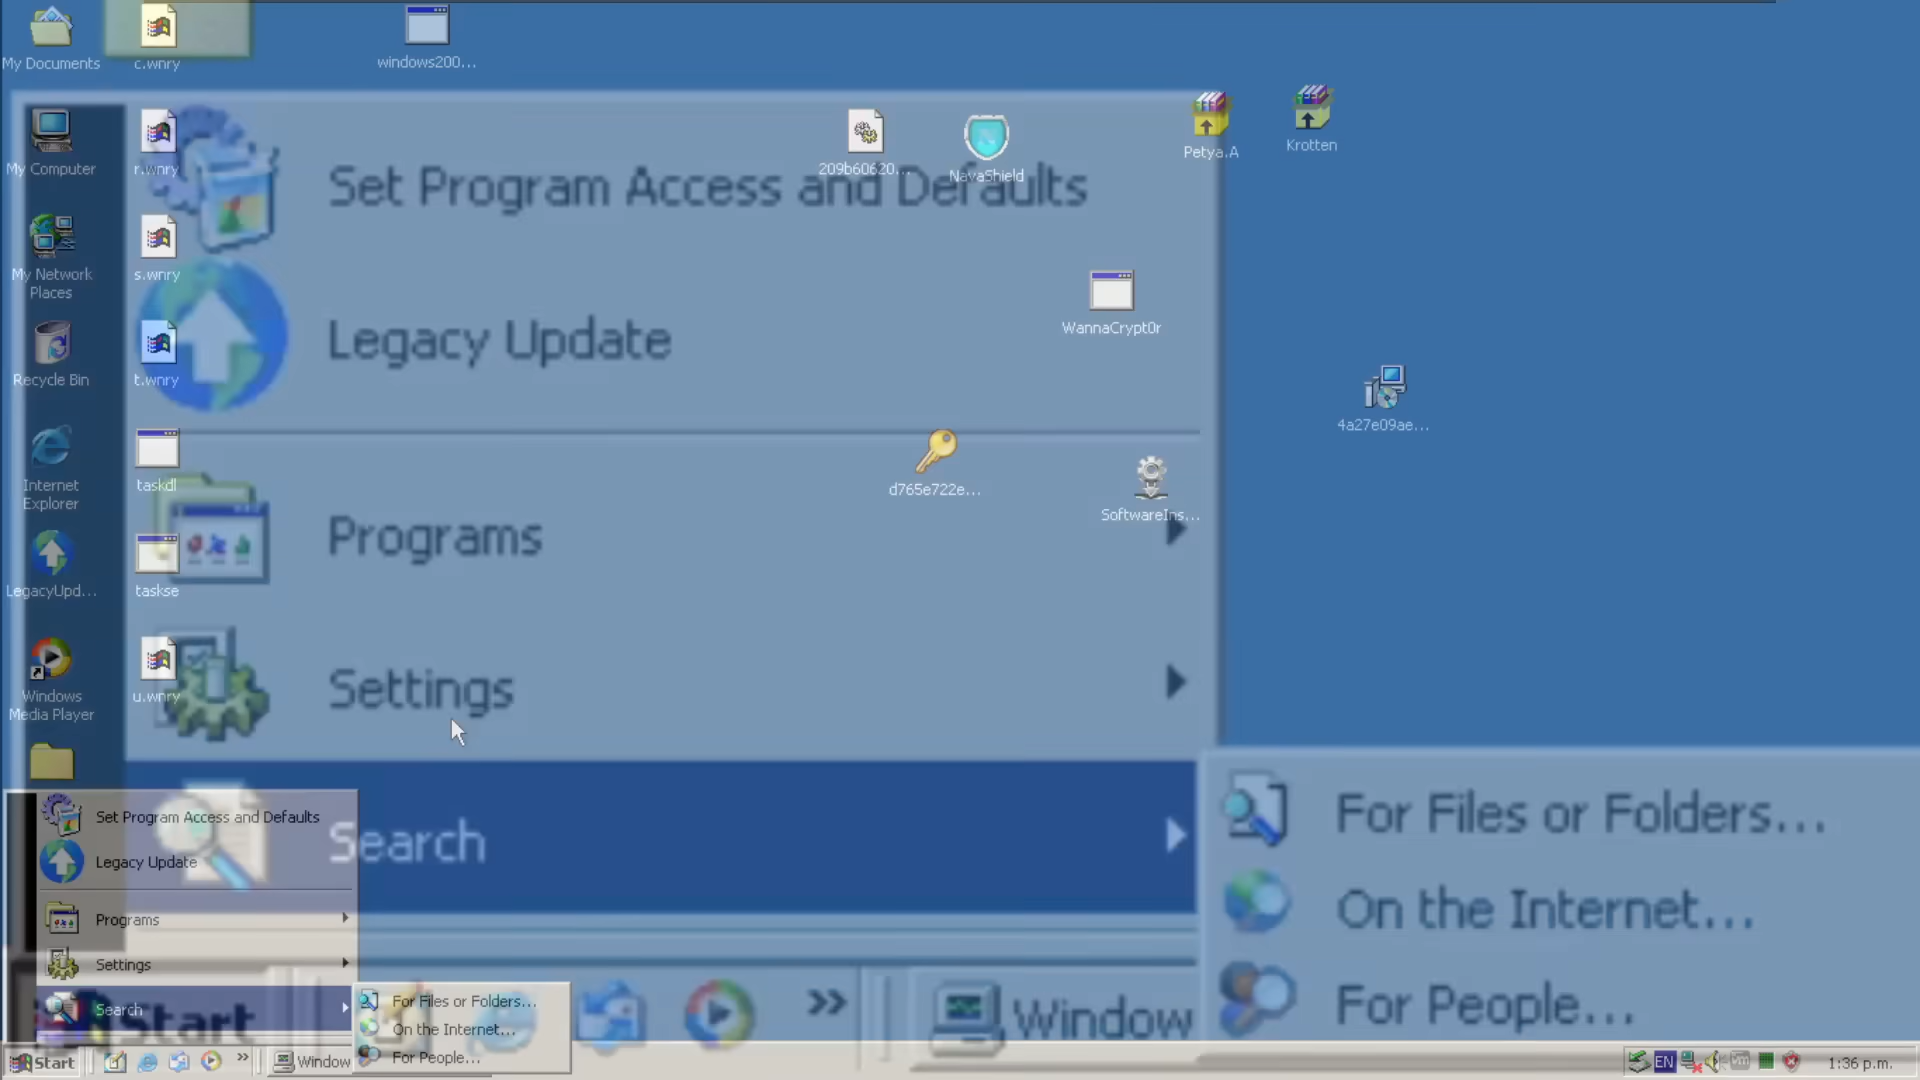 My Documents
c.wnry
windows200...
My Computer
r.wnry
209b60620...
NavaShield
Petya.A
Krotten
Set Program Access and Defaults
My Network
Places
s.wnry
WannaCrypt0r
Legacy Update
Recycle Bin
t.wnry
4a27e09ae...
Internet
Explorer
taskdl
d765e722e...
SoftwareIns...
Programs
LegacyUpd...
taskse
Windows
Media Player
u.wnry
Settings
Search
For Files or Folders...
On the Internet...
For People...
Start
Window
Set Program Access and Defaults
Legacy Update
Programs
Settings
Search
For Files or Folders...
On the Internet...
For People...
Start
Window
EN
1:36 p.m.